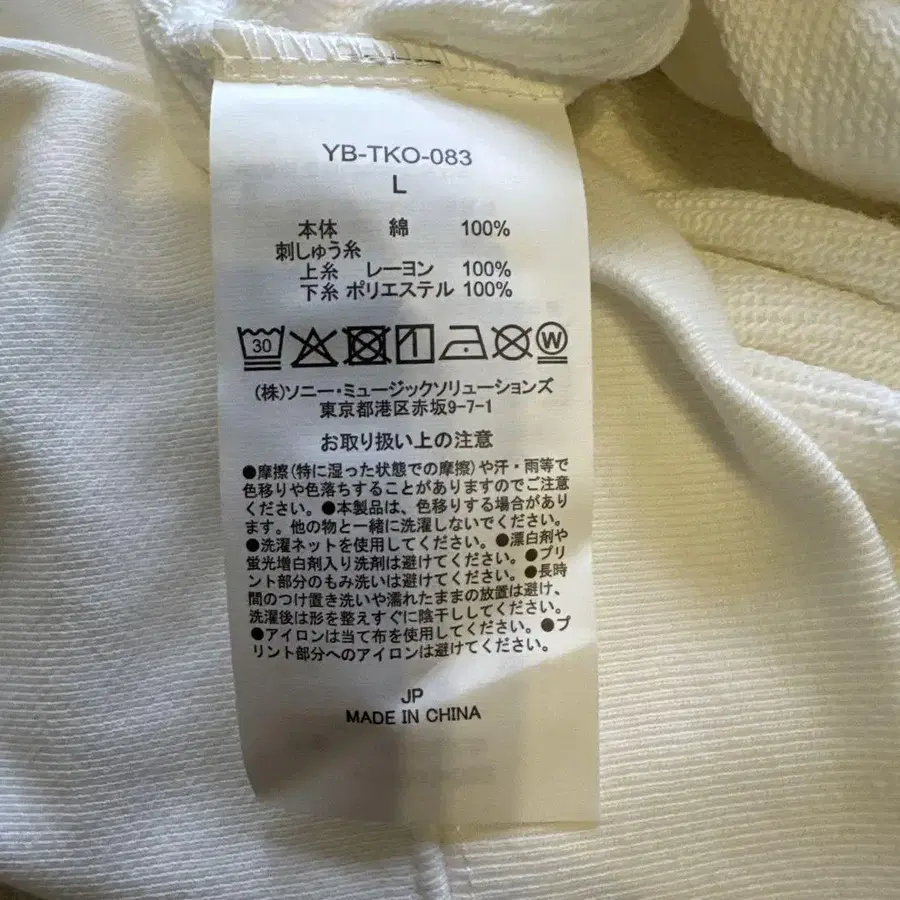 YB-TKO-083
L
本体 綿 100%
刺しゅう糸
上糸 レーヨン 100%
下糸 ポリエステル 100%
30
W
(株)ソニー・ミュージックソリューションズ
東京都港区赤坂9-7-1
お取り扱い上の注意
●摩擦(特に湿った状態での摩擦)や汗・雨等で
色移りや色落ちすることがありますのでご注意
ください。●本製品は、色移りする場合があり
ます。他の物と一緒に洗濯しないでください。
●洗濯ネットを使用してください。●漂白剤や
蛍光増白剤入り洗剤は避けてください。●プリ
ント部分のもみ洗いは避けてください。●長時
間のつけ置き洗いや濡れたままの放置は避け、
洗濯後は形を整えすぐに陰干ししてください。
●アイロンは当て布を使用してください。●プ
リント部分へのアイロンは避けてください。
JP
MADE IN CHINA